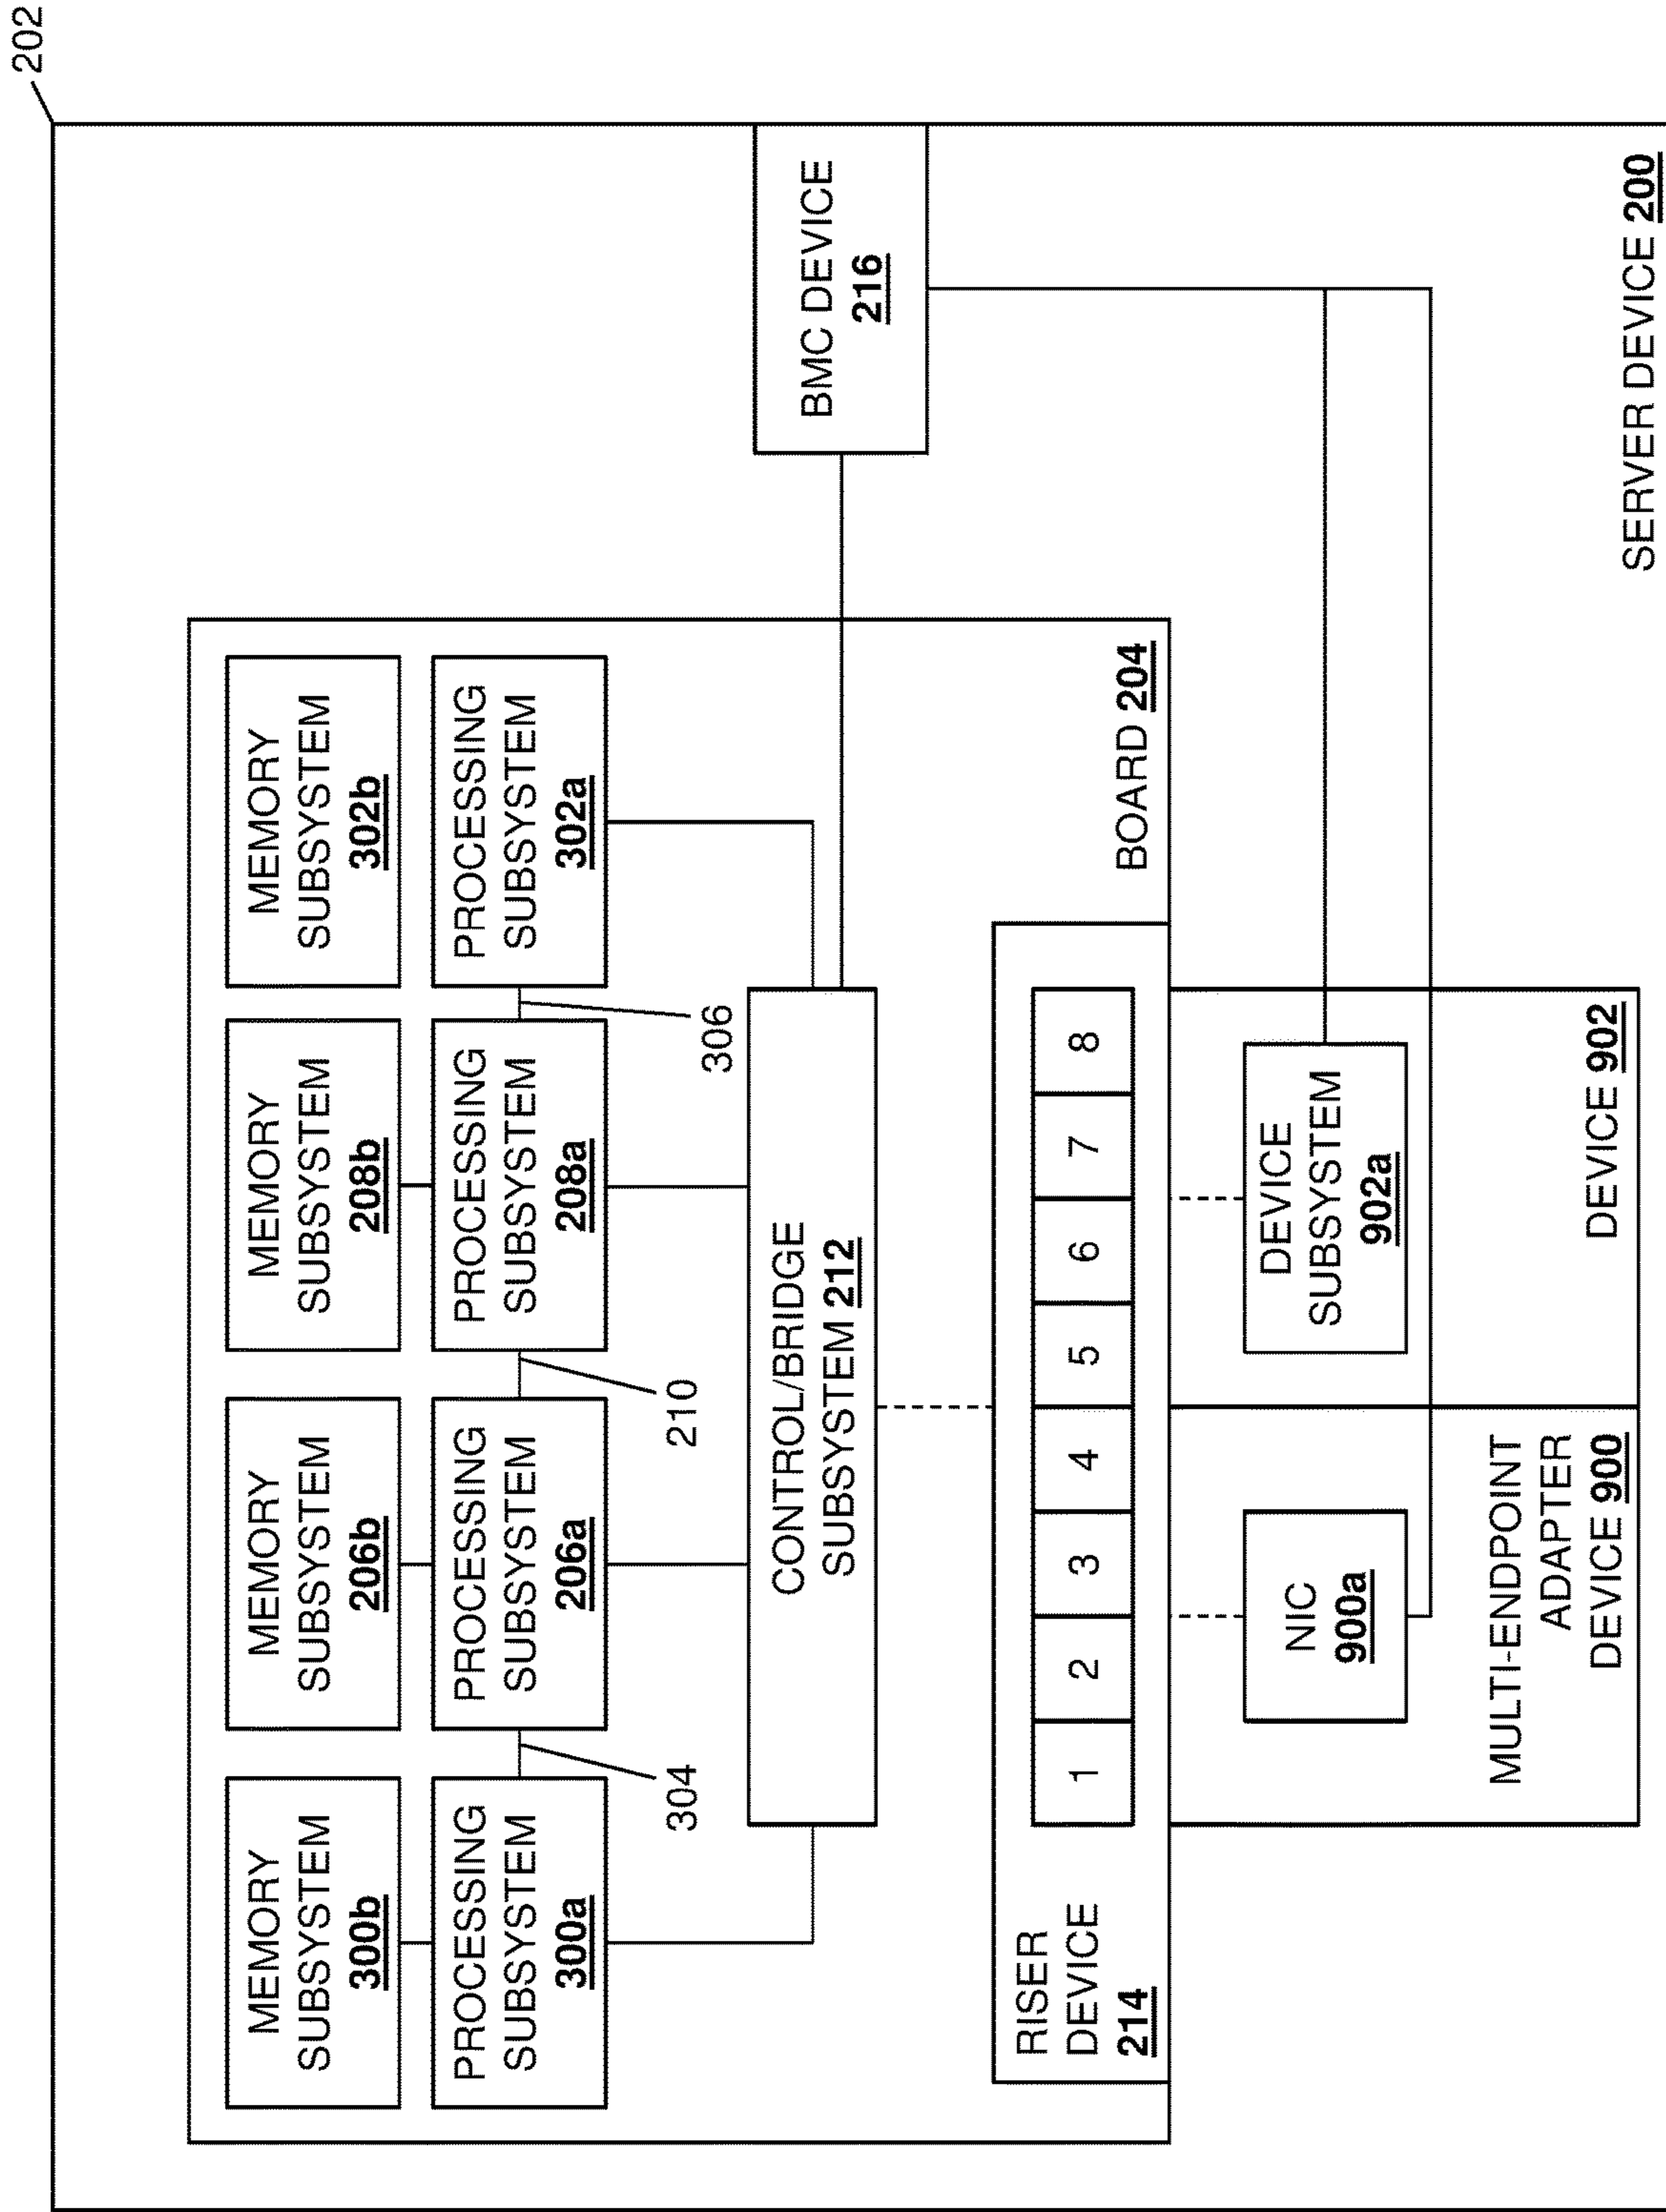 202
MEMORY
SUBSYSTEM
300b
MEMORY
SUBSYSTEM
206b
MEMORY
SUBSYSTEM
208b
MEMORY
SUBSYSTEM
302b
PROCESSING
SUBSYSTEM
300a
PROCESSING
SUBSYSTEM
206a
PROCESSING
SUBSYSTEM
208a
PROCESSING
SUBSYSTEM
302a
304
210
306
CONTROL/BRIDGE
SUBSYSTEM 212
BMC DEVICE
216
RISER
DEVICE
214
1 2 3 4 5 6 7 8
BOARD 204
NIC
900a
MULTI-ENDPOINT
ADAPTER
DEVICE 900
DEVICE
SUBSYSTEM
902a
DEVICE 902
SERVER DEVICE 200